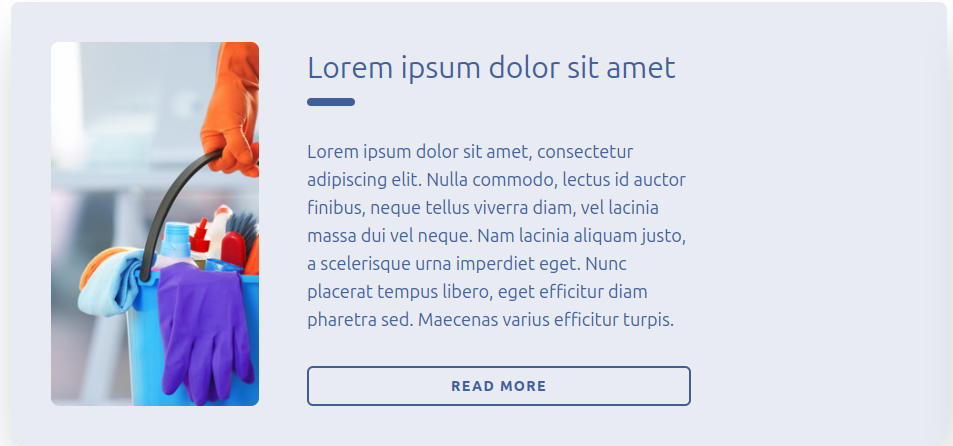 Lorem ipsum dolor sit amet
Lorem ipsum dolor sit amet, consectetur
adipiscing elit. Nulla commodo, lectus id auctor
finibus, neque tellus viverra diam, vel lacinia
massa dui vel neque. Nam lacinia aliquam justo,
a scelerisque urna imperdiet eget. Nunc
placerat tempus libero, eget efficitur diam
pharetra sed. Maecenas varius efficitur turpis.
READ MORE